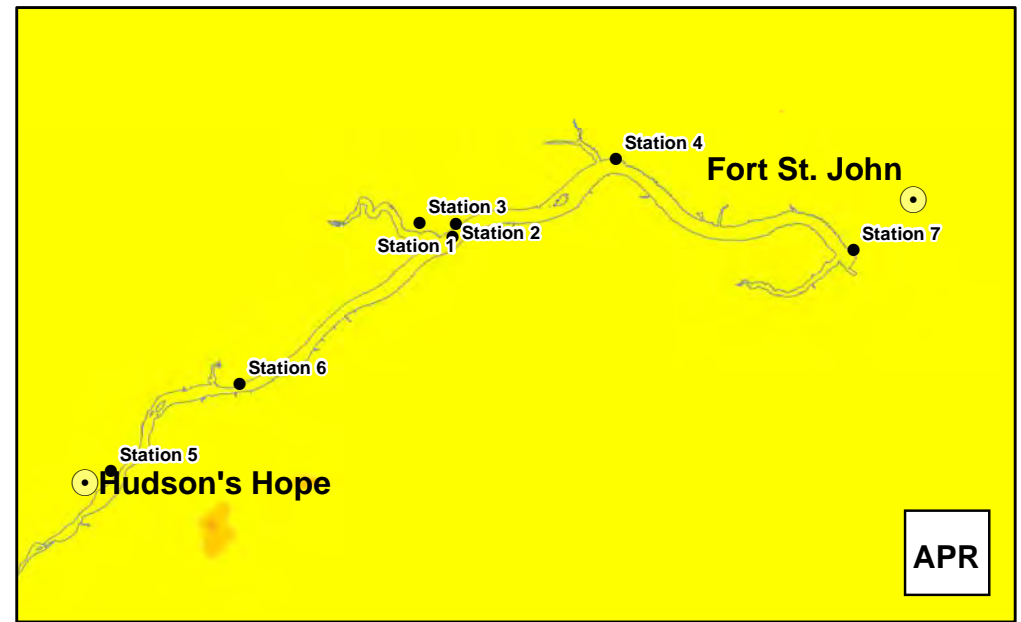 Station 4
Fort St. John
Station 3
Station 1
Station 2
Station 7
Station 6
Station 5
Hudson's Hope
APR